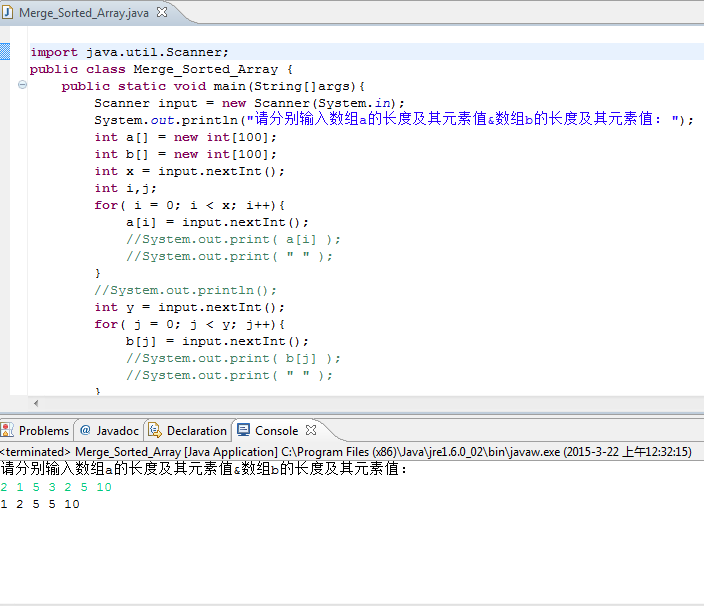 Merge_Sorted_Array.java
import java.util.Scanner;
public class Merge_Sorted_Array {
    public static void main(String[]args){
        Scanner input = new Scanner(System.in);
        System.out.println("请分别输入数组a的长度及其元素值&数组b的长度及其元素值: ");
        int a[] = new int[100];
        int b[] = new int[100];
        int x = input.nextInt();
        int i,j;
        for( i = 0; i < x; i++){
            a[i] = input.nextInt();
            //System.out.print( a[i] );
            //System.out.print( " " );
        }
        //System.out.println();
        int y = input.nextInt();
        for( j = 0; j < y; j++){
            b[j] = input.nextInt();
            //System.out.print( b[j] );
            //System.out.print( " " );
        }
Problems @ Javadoc Declaration Console
<terminated> Merge_Sorted_Array [Java Application] C:\Program Files (x86)\Java\jre1.6.0_02\bin\javaw.exe (2015-3-22 上午12:32:15)
请分别输入数组a的长度及其元素值&数组b的长度及其元素值:
2 1 5 3 2 5 10
1 2 5 5 10